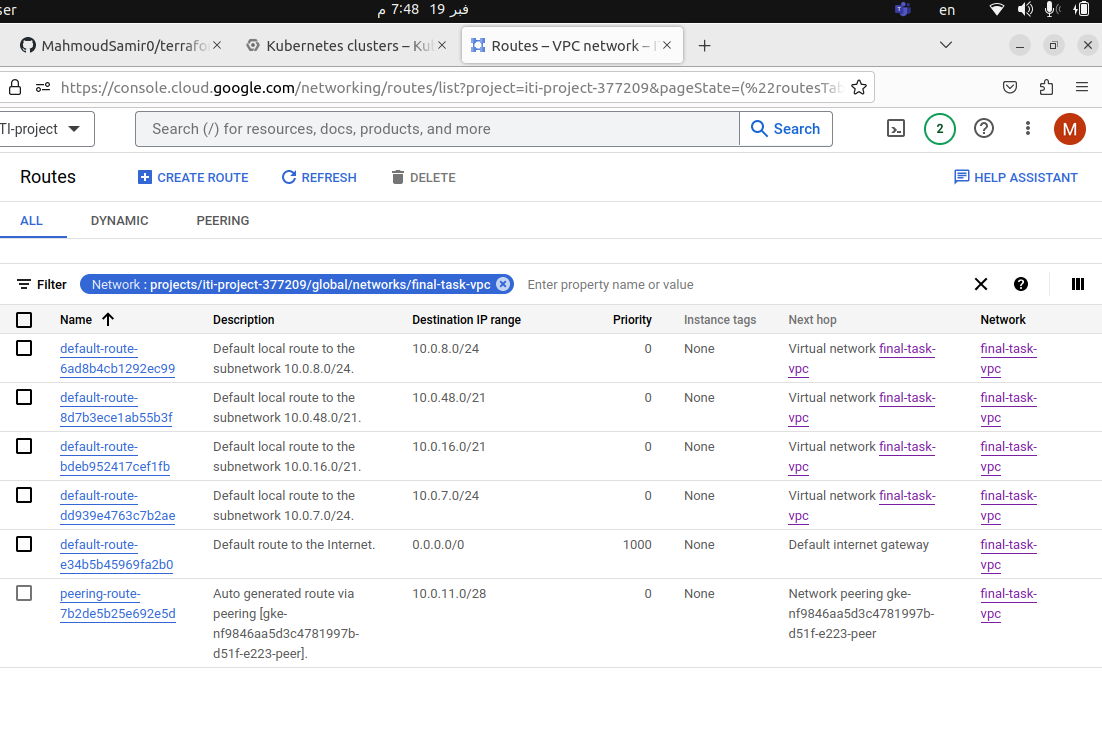 ser
م 7:48 19 فبر
en
MahmoudSamir0/terrafo
Kubernetes clusters – Ku
Routes – VPC network –
https://console.cloud.google.com/networking/routes/list?project=iti-project-377209&pageState=(%22routesTab
TI-project
Search (/) for resources, docs, products, and more
Search
2
M
Routes
CREATE ROUTE
REFRESH
DELETE
HELP ASSISTANT
ALL
DYNAMIC
PEERING
Filter
Network : projects/iti-project-377209/global/networks/final-task-vpc
Enter property name or value
Name Description Destination IP range Priority Instance tags Next hop Network
default-route- Default local route to the 10.0.8.0/24 0 None Virtual network final-task- final-task-
6ad8b4cb1292ec99 subnetwork 10.0.8.0/24. vpc vpc
default-route- Default local route to the 10.0.48.0/21 0 None Virtual network final-task- final-task-
8d7b3ece1ab55b3f subnetwork 10.0.48.0/21. vpc vpc
default-route- Default local route to the 10.0.16.0/21 0 None Virtual network final-task- final-task-
bdeb952417cef1fb subnetwork 10.0.16.0/21. vpc vpc
default-route- Default local route to the 10.0.7.0/24 0 None Virtual network final-task- final-task-
dd939e4763c7b2ae subnetwork 10.0.7.0/24. vpc vpc
default-route- Default route to the Internet. 0.0.0.0/0 1000 None Default internet gateway final-task-
e34b5b45969fa2b0 vpc
peering-route- Auto generated route via 10.0.11.0/28 0 None Network peering gke- final-task-
7b2de5b25e692e5d peering [gke- nf9846aa5d3c4781997b- vpc
nf9846aa5d3c4781997b- d51f-e223-peer
d51f-e223-peer].